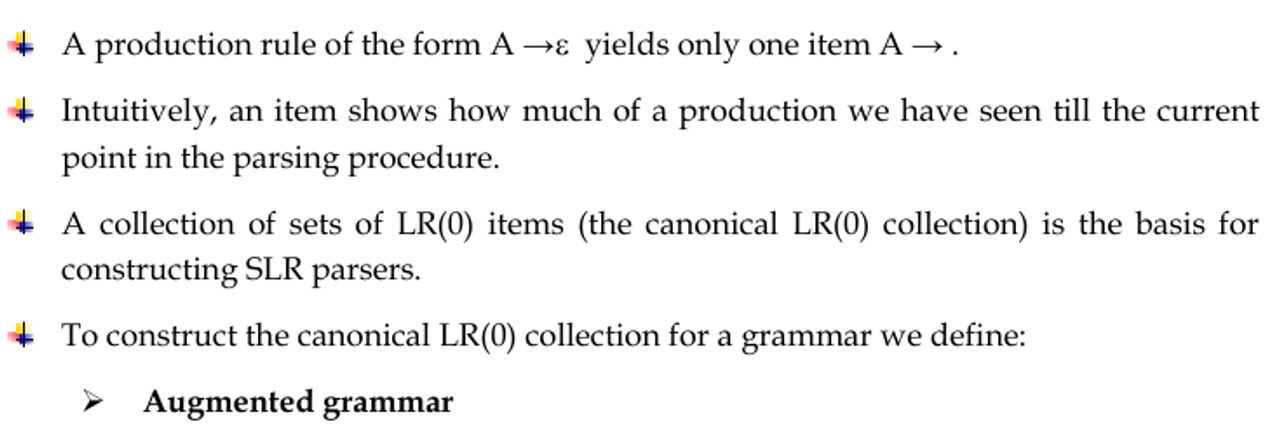 A production rule of the form A →ε yields only one item A → .
Intuitively, an item shows how much of a production we have seen till the current
point in the parsing procedure.
A collection of sets of LR(0) items (the canonical LR(0) collection) is the basis for
constructing SLR parsers.
To construct the canonical LR(0) collection for a grammar we define:
➢ Augmented grammar